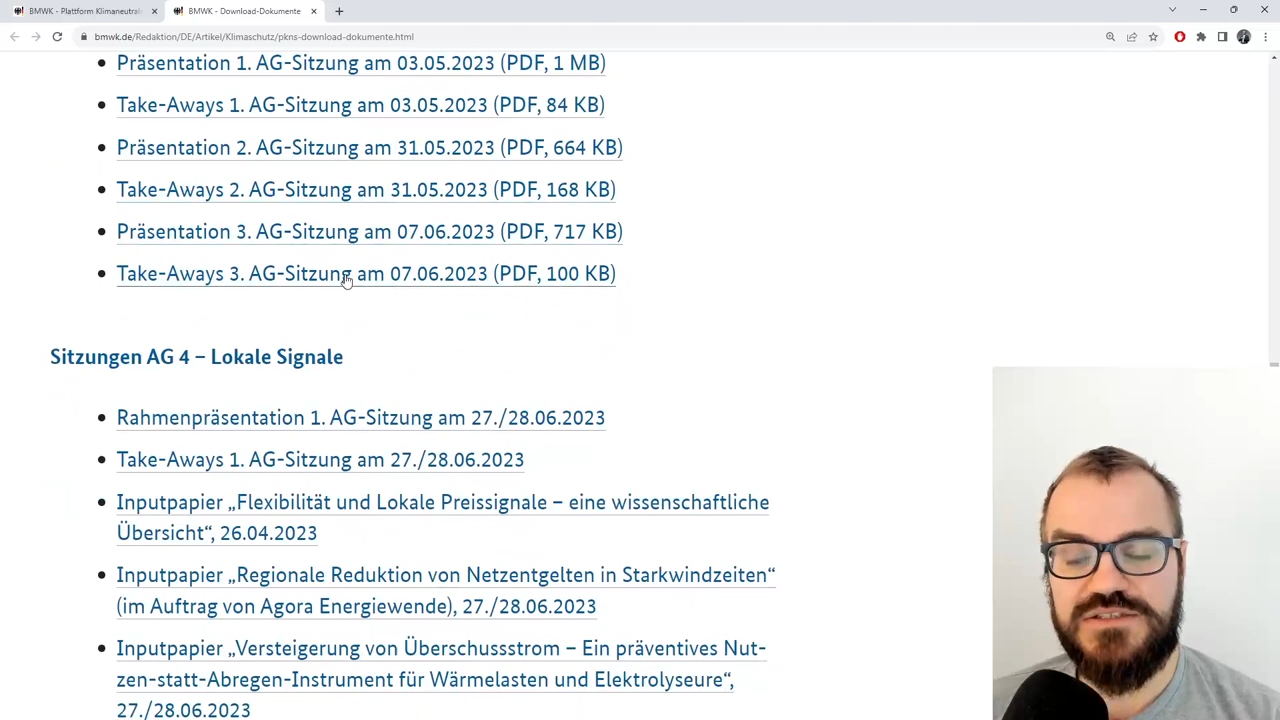 BMWK - Plattform Klimaneutral
BMWK - Download-Dokumente
bmwk.de/Redaktion/DE/Artikel/Klimaschutz/pkns-download-dokumente.html
Präsentation 1. AG-Sitzung am 03.05.2023 (PDF, 1 MB)
Take-Aways 1. AG-Sitzung am 03.05.2023 (PDF, 84 KB)
Präsentation 2. AG-Sitzung am 31.05.2023 (PDF, 664 KB)
Take-Aways 2. AG-Sitzung am 31.05.2023 (PDF, 168 KB)
Präsentation 3. AG-Sitzung am 07.06.2023 (PDF, 717 KB)
Take-Aways 3. AG-Sitzung am 07.06.2023 (PDF, 100 KB)
Sitzungen AG 4 – Lokale Signale
Rahmenpräsentation 1. AG-Sitzung am 27./28.06.2023
Take-Aways 1. AG-Sitzung am 27./28.06.2023
Inputpapier „Flexibilität und Lokale Preissignale – eine wissenschaftliche
Übersicht“, 26.04.2023
Inputpapier „Regionale Reduktion von Netzentgelten in Starkwindzeiten“
(im Auftrag von Agora Energiewende), 27./28.06.2023
Inputpapier „Versteigerung von Überschussstrom – Ein präventives Nut-
zen-statt-Abregen-Instrument für Wärmelasten und Elektrolyseure“,
27./28.06.2023